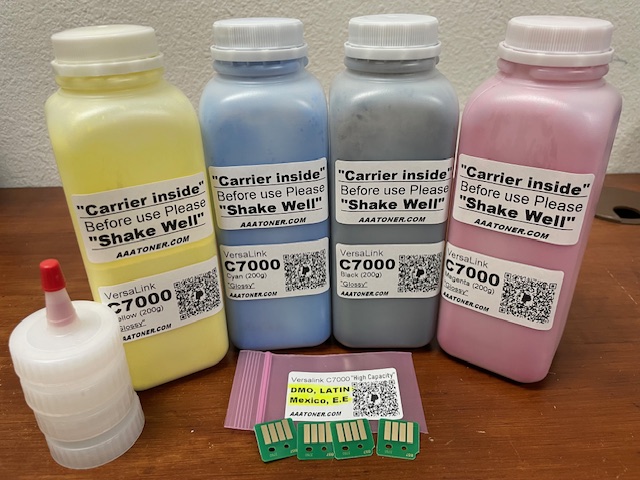 "Carrier inside"
Before use Please
"Shake Well"
AAATONER.COM
VersaLink
C7000
ellow (200g)
"Glossy"
AAATONER.COM
"Carrier inside"
Before use Please
"Shake Well"
AAATONER.COM
VersaLink
C7000
Cyan (200g)
"Glossy"
AAATONER.COM
"Carrier inside"
Before use Please
"Shake Well"
AAATONER.COM
VersaLink
C7000
Black (200g)
"Glossy"
AAATONER.COM
"Carrier inside"
Before use Please
"Shake Well"
AAATONER.COM
VersaLink
C7000
Magenta (200g)
"Glossy"
AAATONER.COM
Versalink C7000 "High Capacity"
DMO, LATIN
Mexico, E.E
AAATONER.COM